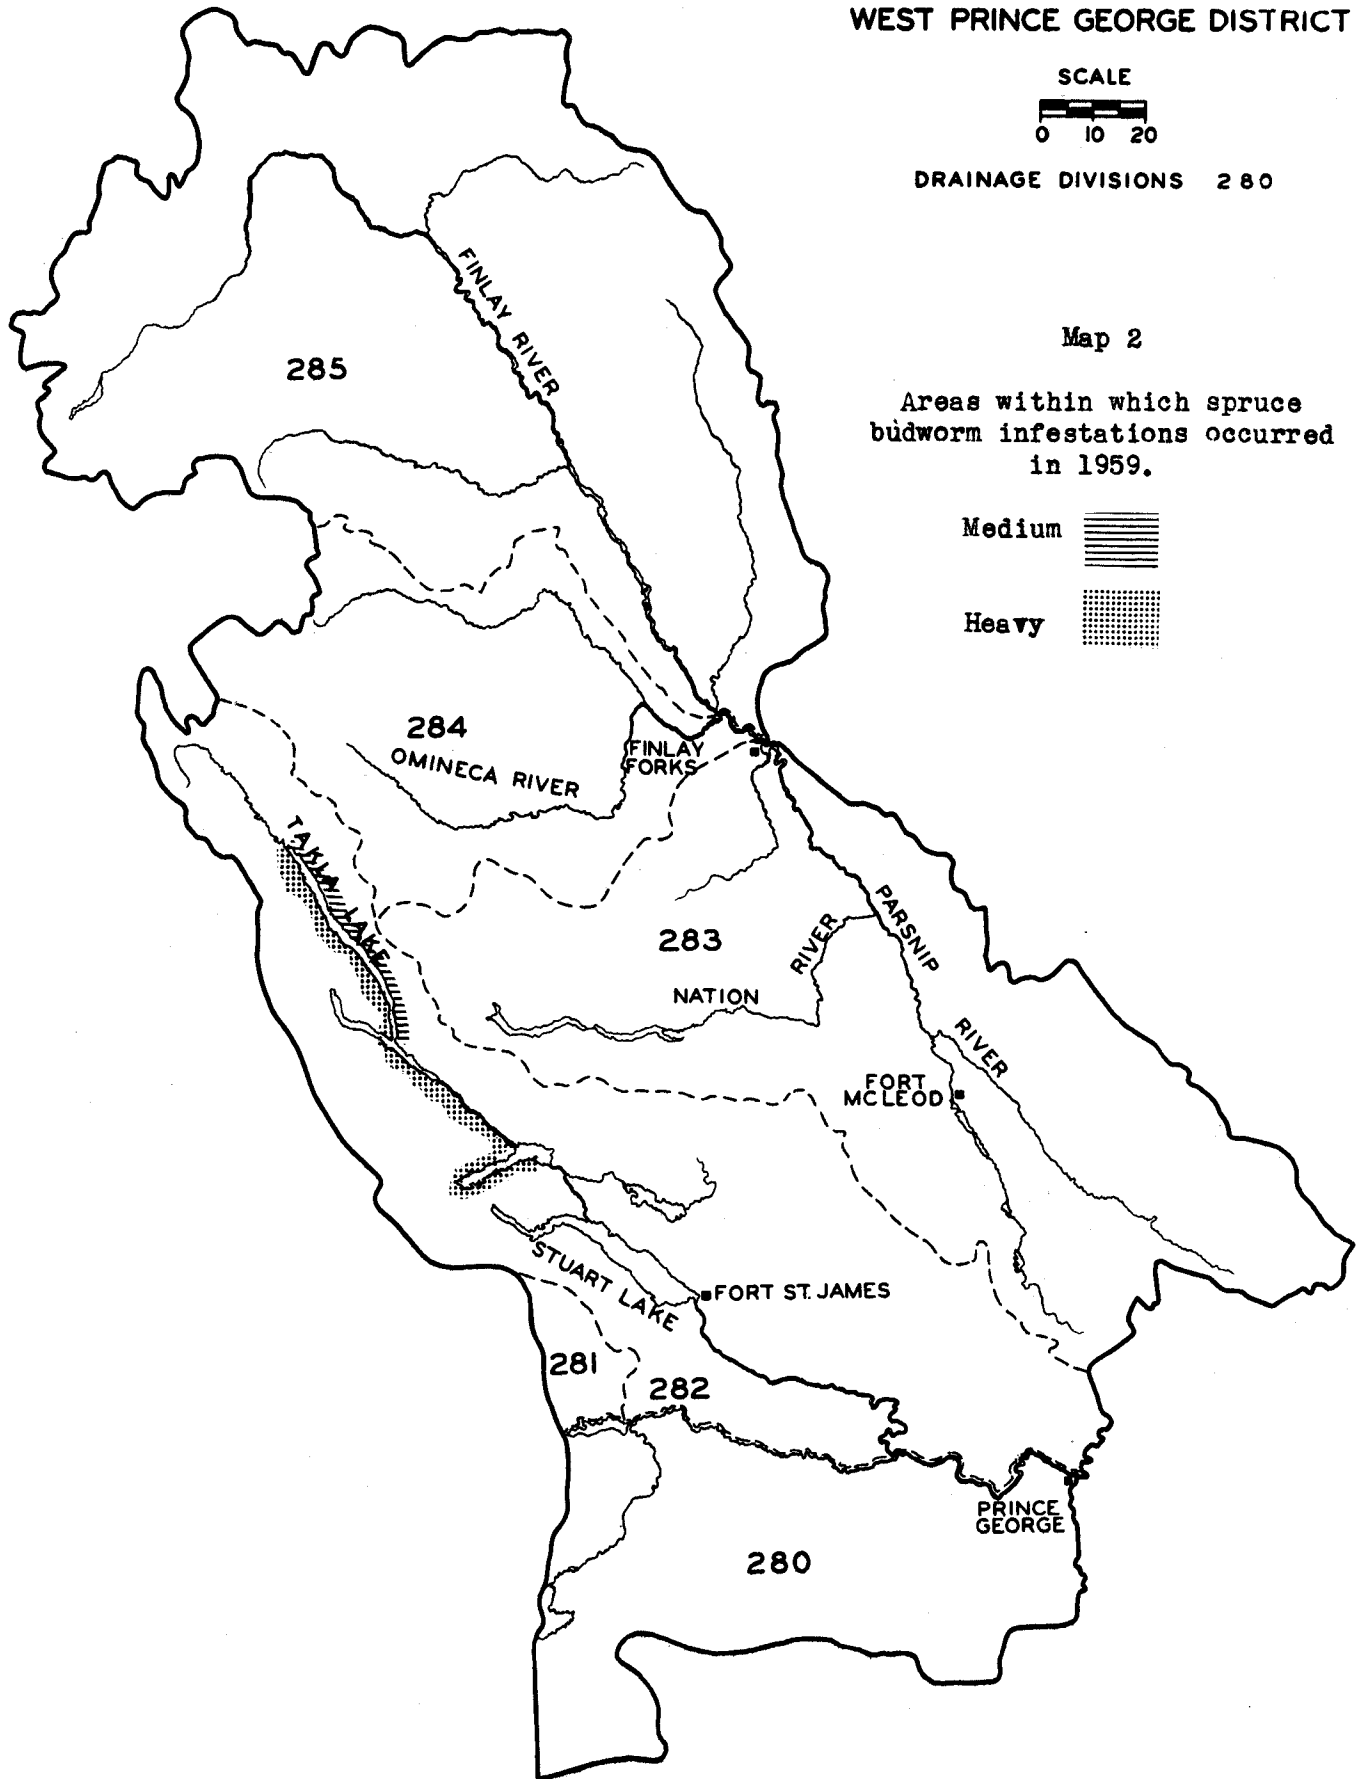 WEST PRINCE GEORGE DISTRICT
SCALE
0 10 20
DRAINAGE DIVISIONS 280
Map 2
Areas within which spruce
budworm infestations occurred
in 1959.
Medium
Heavy
FINLAY RIVER
285
284
OMINECA RIVER
FINLAY
FORKS
TAKLA LAKE
283
NATION
RIVER
PARSNIP
RIVER
FORT
MCLEOD
STUART LAKE
FORT ST. JAMES
281
282
PRINCE
GEORGE
280